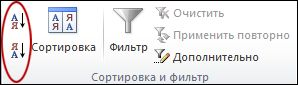 А
Я
Я
А
А Я
Я А
Сортировка
Фильтр
Очистить
Применить повторно
Дополнительно
Сортировка и фильтр